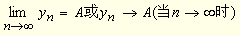 lim yₙ = A或yₙ → A(当n→∞时)
n→∞